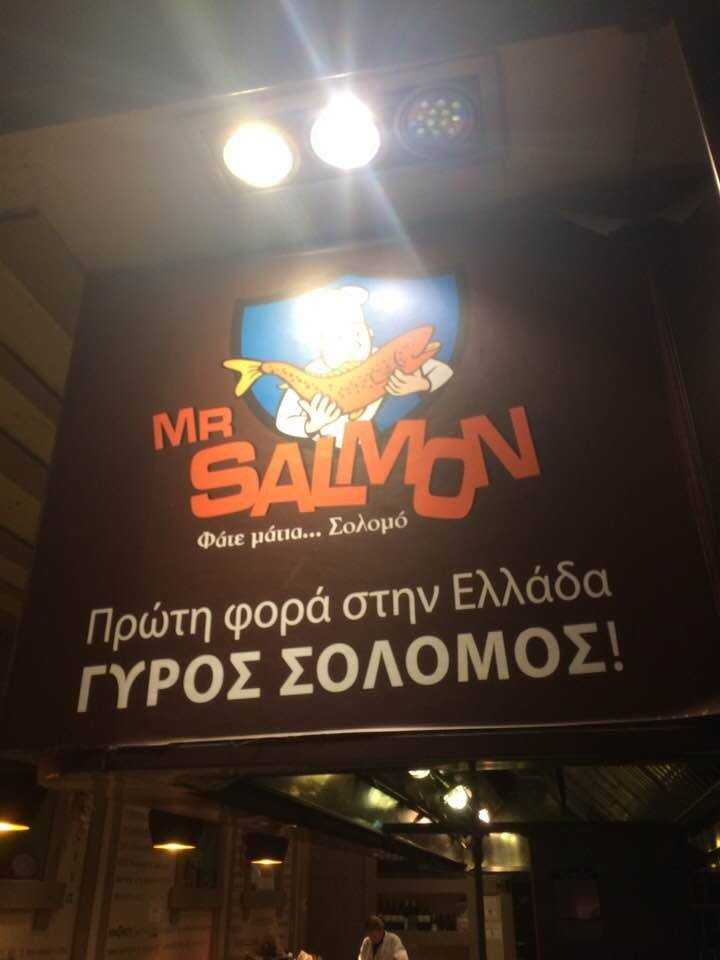 MR
SALMON
Φάτε μάτια... Σολομό
Πρώτη φορά στην Ελλάδα
ΓΥΡΟΣ ΣΟΛΟΜΟΣ!